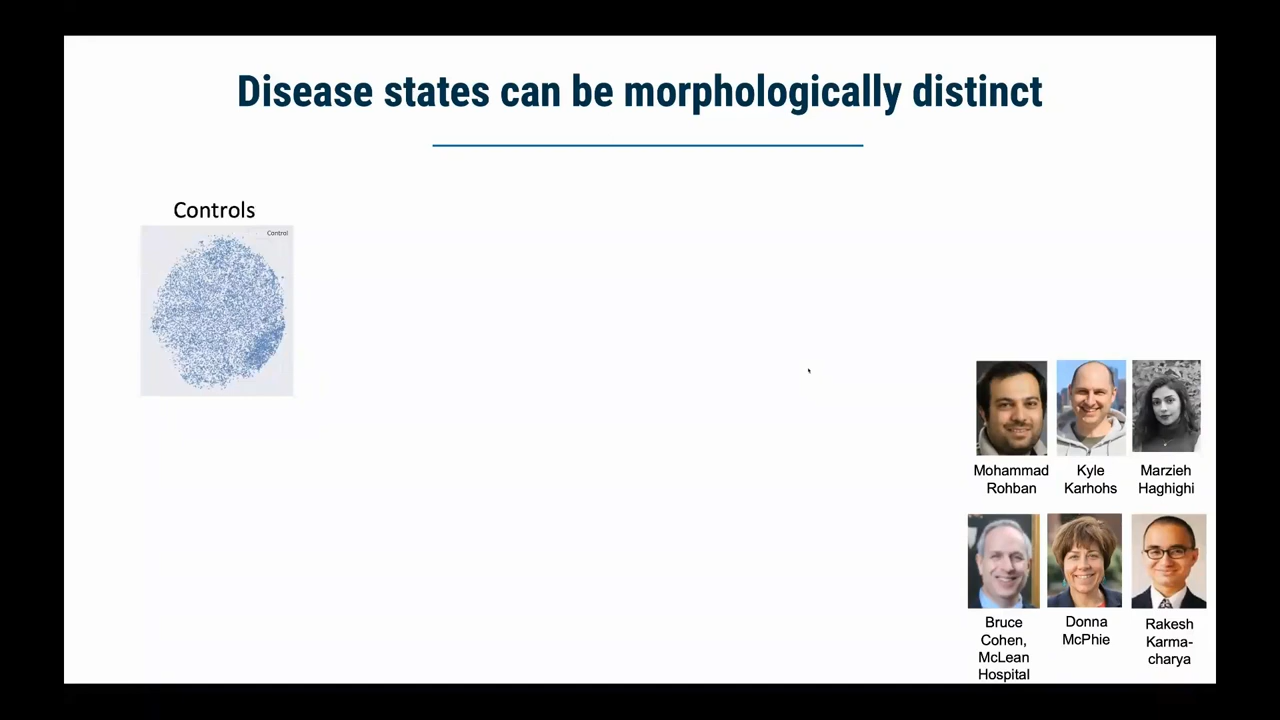 Disease states can be morphologically distinct
Controls
Control
Mohammad
Rohban
Kyle
Karhohs
Marzieh
Haghighi
Bruce
Cohen,
McLean
Hospital
Donna
McPhie
Rakesh
Karma-
charya